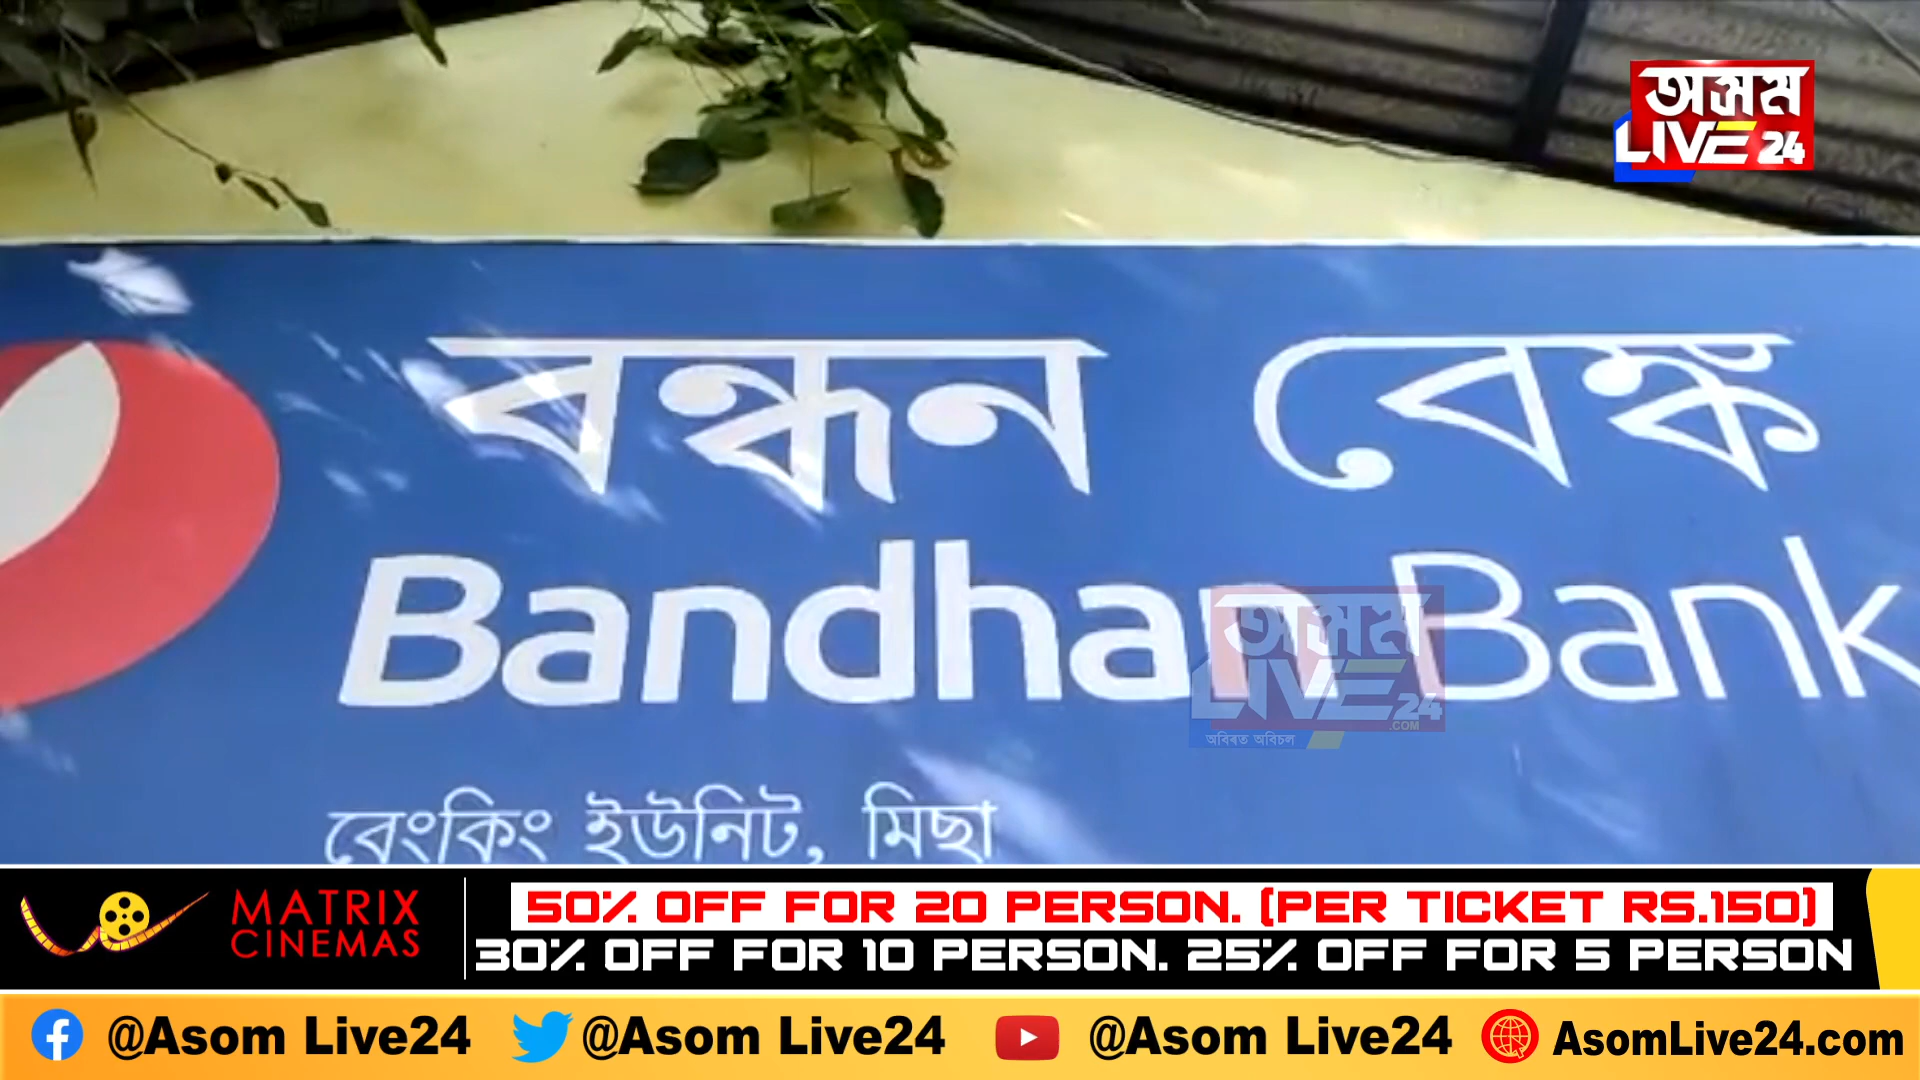 অসম
LIVE 24
বন্ধন বেঙ্ক
Bandhan Bank
অসম
LIVE 24
.COM
অবিৰত অবিচল
বেংকিং ইউনিট, মিছা
MATRIX
CINEMAS
50% OFF FOR 20 PERSON. (PER TICKET RS.150)
30% OFF FOR 10 PERSON. 25% OFF FOR 5 PERSON
@Asom Live24 @Asom Live24 @Asom Live24 AsomLive24.com